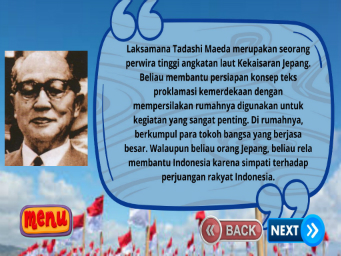 Laksamana Tadashi Maeda merupakan seorang
perwira tinggi angkatan laut Kekaisaran Jepang.
Beliau membantu persiapan konsep teks
proklamasi kemerdekaan dengan
mempersilakan rumahnya digunakan untuk
kegiatan yang sangat penting. Di rumahnya,
berkumpul para tokoh bangsa yang berjasa
besar. Walaupun beliau orang Jepang, beliau rela
membantu Indonesia karena simpati terhadap
perjuangan rakyat Indonesia.
menu
BACK NEXT